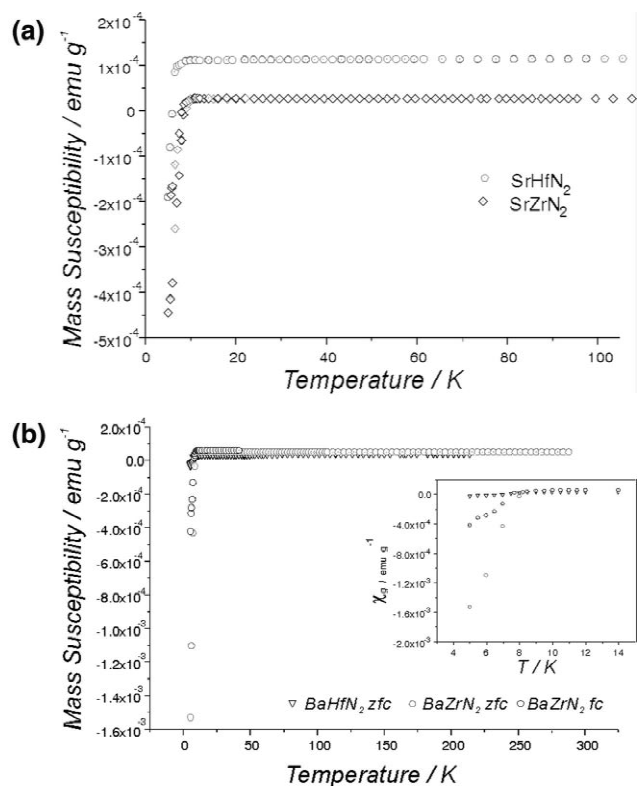 (a)
Mass Susceptibility / emu g-1
2x10-4
1x10-4
0
-1x10-4
-2x10-4
-3x10-4
-4x10-4
-5x10-4
SrHfN2
SrZrN2
0 20 40 60 80 100
Temperature / K
(b)
Mass Susceptibility / emu g-1
2.0x10-4
0.0
-2.0x10-4
-4.0x10-4
-6.0x10-4
-8.0x10-4
-1.0x10-3
-1.2x10-3
-1.4x10-3
-1.6x10-3
χg / emu g-1
0.0
-4.0x10-4
-8.0x10-4
-1.2x10-3
-1.6x10-3
-2.0x10-3
4 6 8 10 12 14
T / K
BaHfN2 zfc BaZrN2 zfc BaZrN2 fc
0 50 100 150 200 250 300
Temperature / K